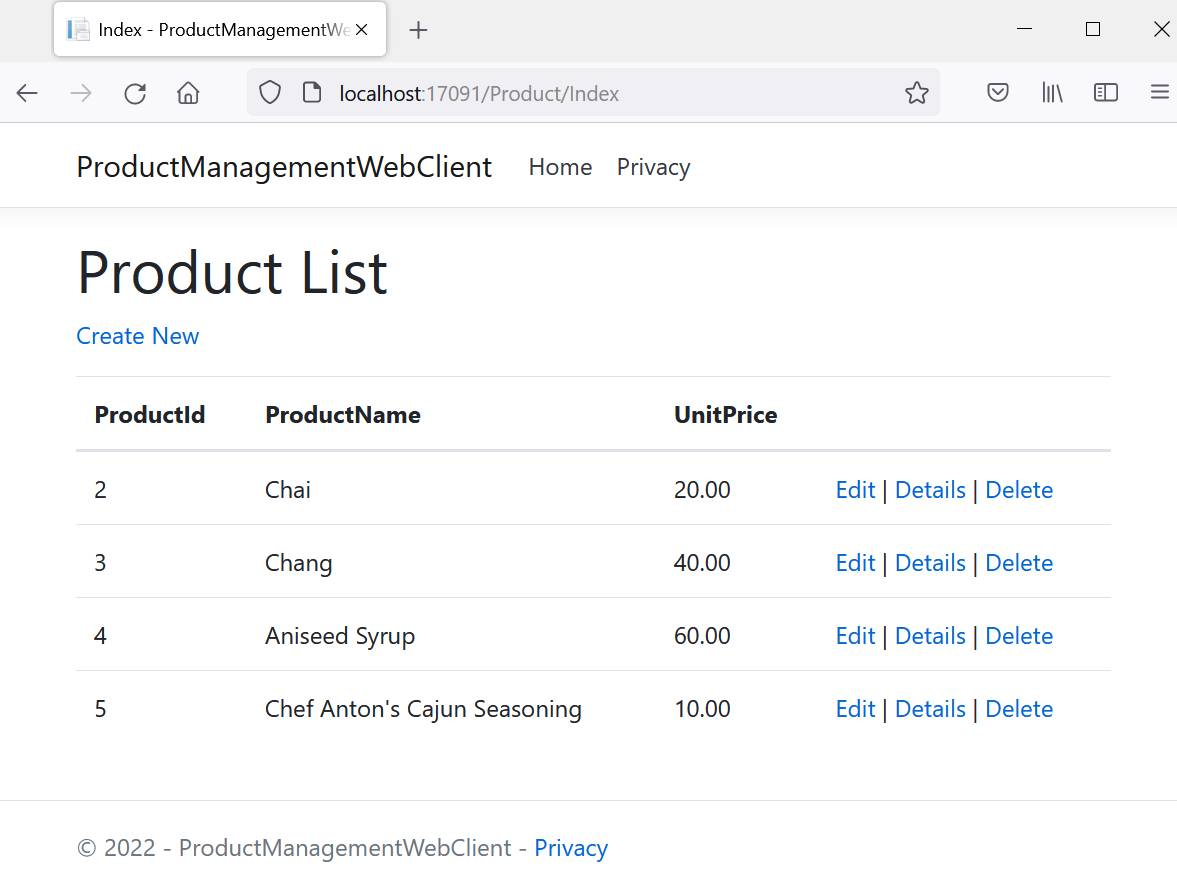 Index - ProductManagementWe
localhost:17091/Product/Index
ProductManagementWebClient Home Privacy
Product List
Create New
ProductId ProductName UnitPrice
2 Chai 20.00 Edit | Details | Delete
3 Chang 40.00 Edit | Details | Delete
4 Aniseed Syrup 60.00 Edit | Details | Delete
5 Chef Anton's Cajun Seasoning 10.00 Edit | Details | Delete
© 2022 - ProductManagementWebClient - Privacy